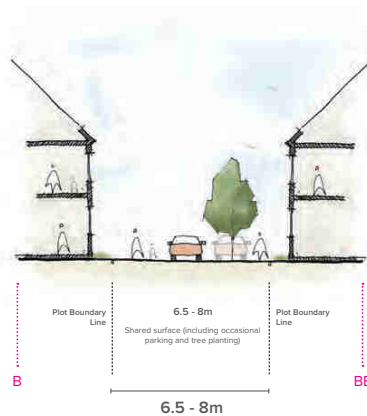 Plot Boundary
Line
6.5 - 8m
Shared surface (including occasional
parking and tree planting)
Plot Boundary
Line
B
BB
6.5 - 8m